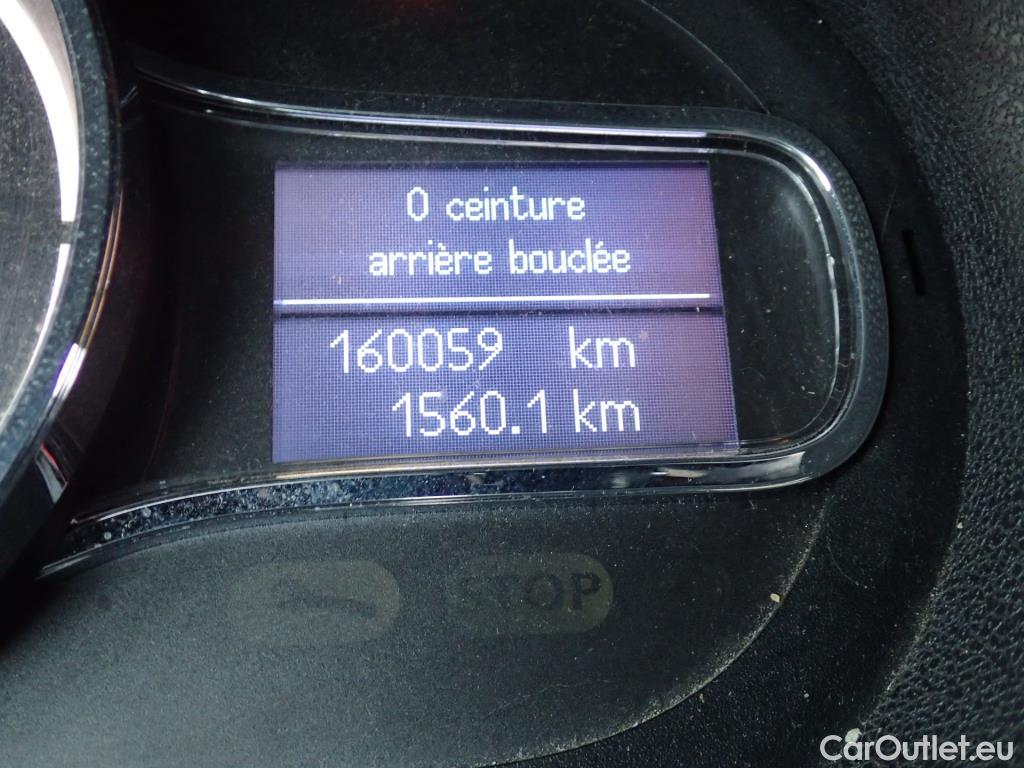 0 ceinture
arrière bouclée
160059 km
1560.1 km
STOP
CarOutlet.eu